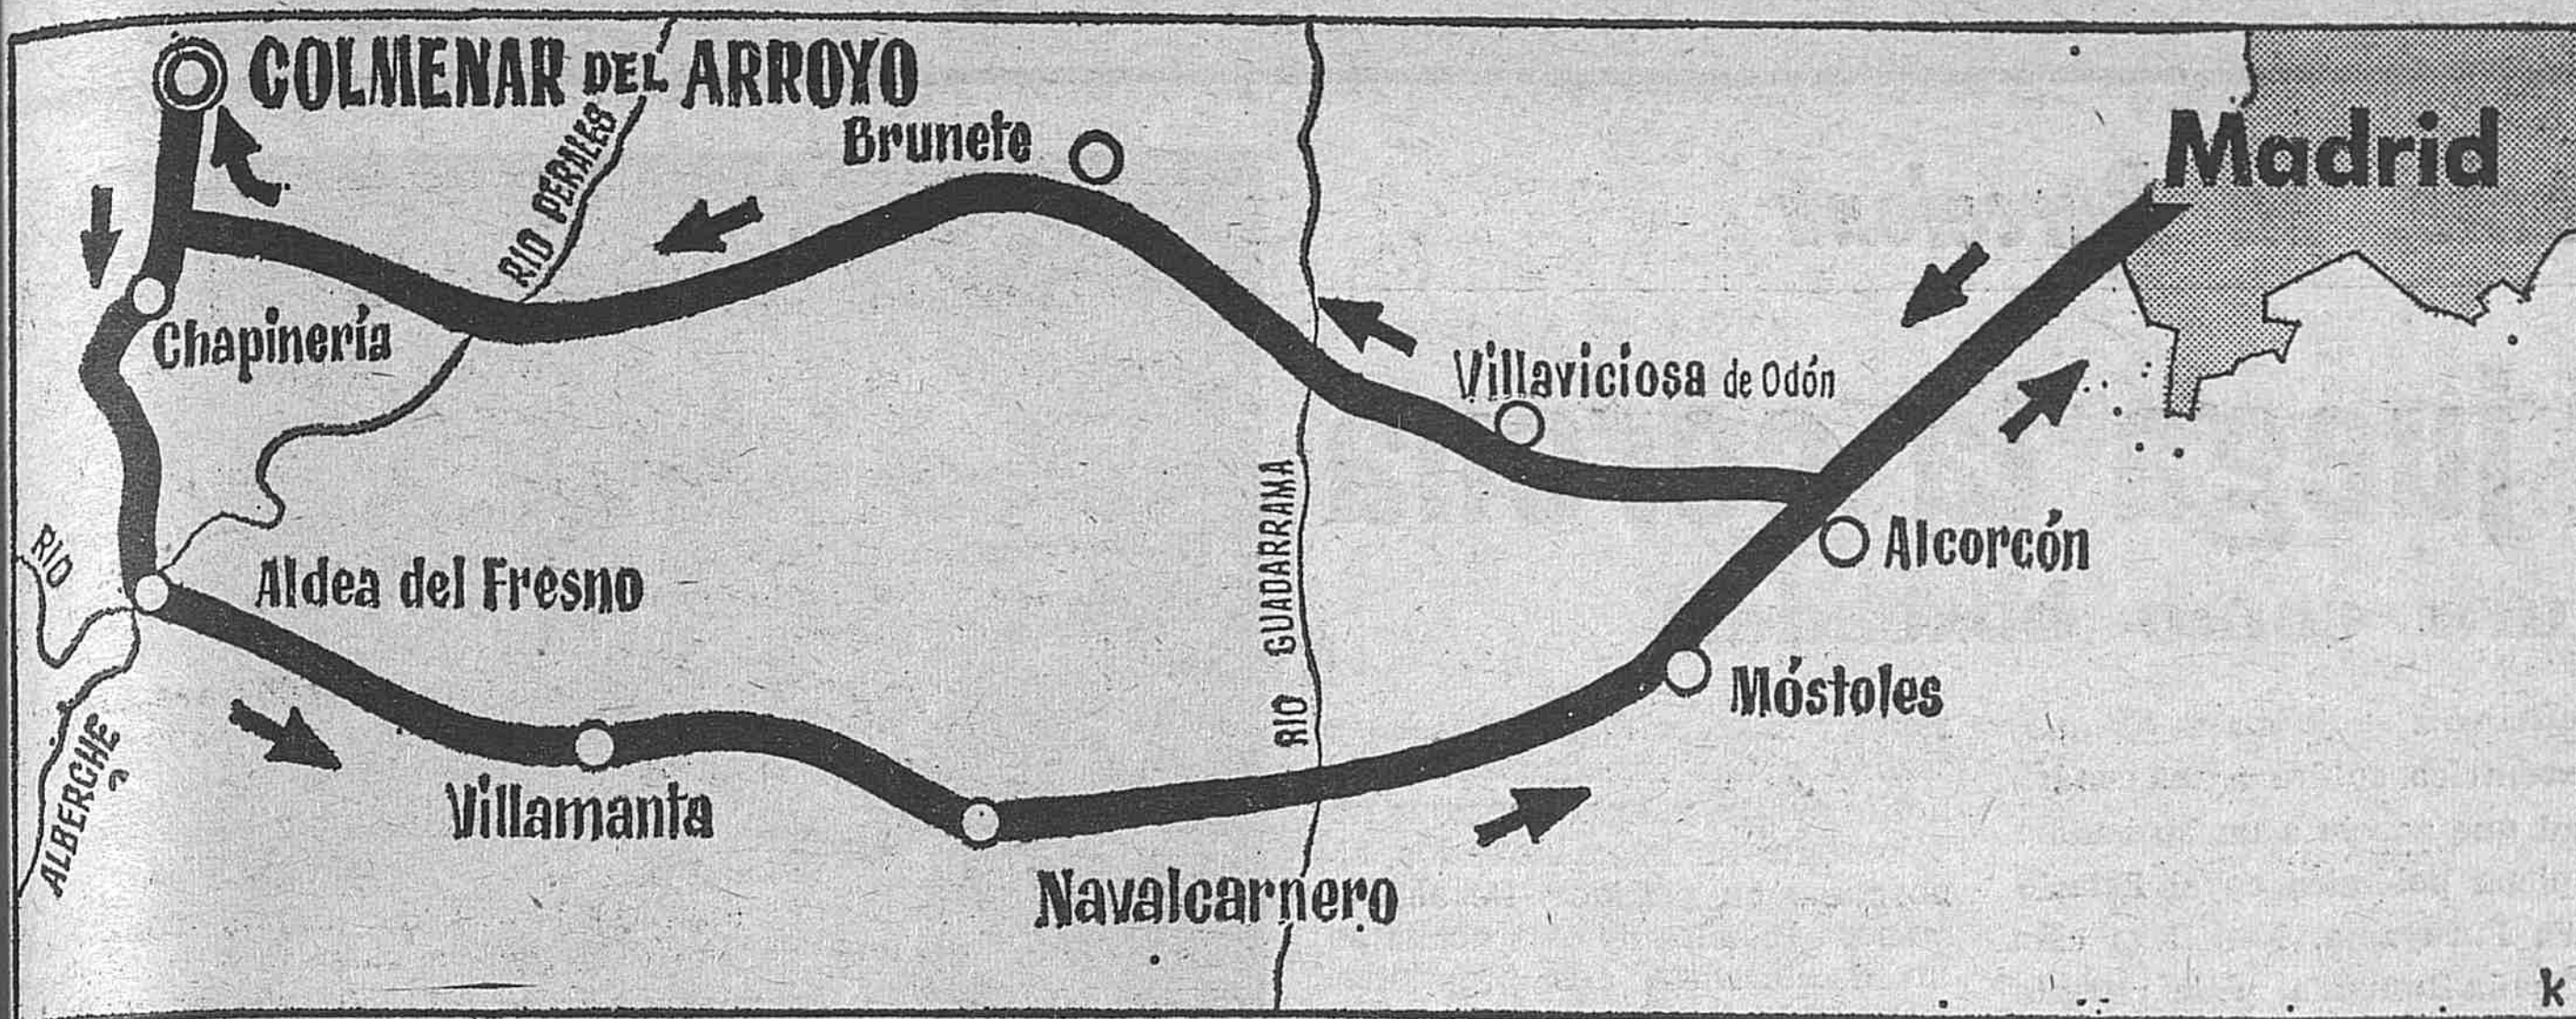 COLMENAR DEL ARROYO
Brunete
Madrid
RIO PERALES
Chapinería
Villaviciosa de Odón
RIO GUADARRAMA
Alcorcón
RIO ALBERCHE
Aldea del Fresno
Móstoles
Villamanta
Navalcarnero
k